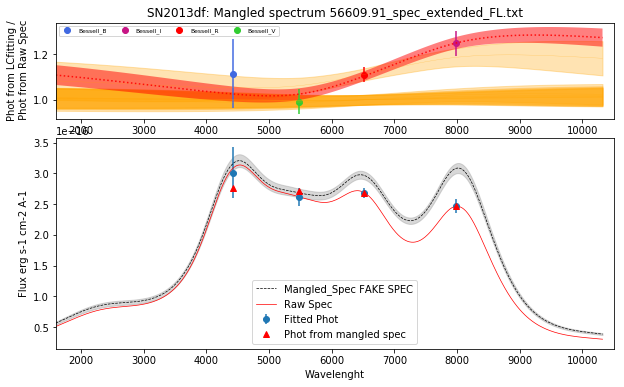 SN2013df: Mangled spectrum 56609.91_spec_extended_FL.txt
Phot from LCfitting /
Phot from Raw Spec
Bessell_B Bessell_I Bessell_R Bessell_V
1.2
1.0
2000 3000 4000 5000 6000 7000 8000 9000 10000
Flux erg s-1 cm-2 A-1
3.5
3.0
2.5
2.0
1.5
1.0
0.5
Mangled_Spec FAKE SPEC
Raw Spec
Fitted Phot
Phot from mangled spec
2000 3000 4000 5000 6000 7000 8000 9000 10000
Wavelenght